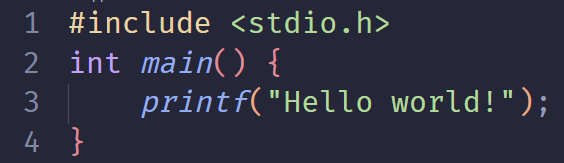 1 #include <stdio.h>
2 int main() {
3     printf("Hello world!");
4 }